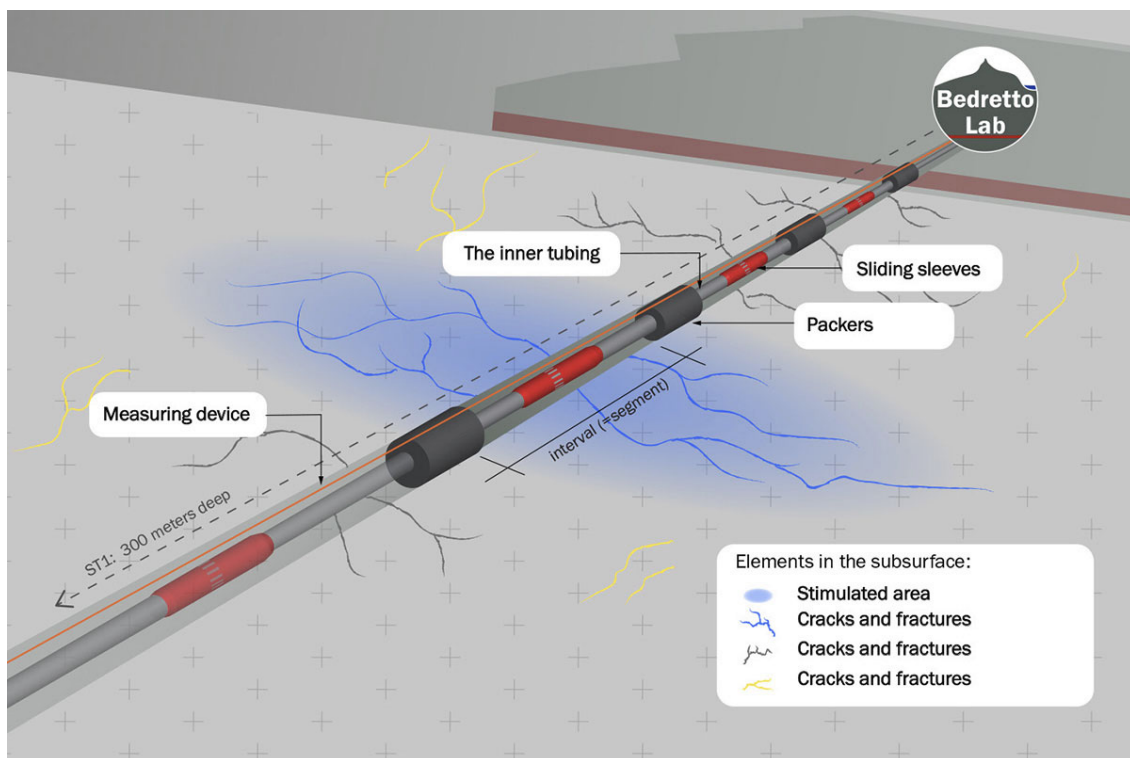 Bedretto
Lab
The inner tubing
Sliding sleeves
Packers
Measuring device
interval (=segment)
ST1: 300 meters deep
Elements in the subsurface:
Stimulated area
Cracks and fractures
Cracks and fractures
Cracks and fractures